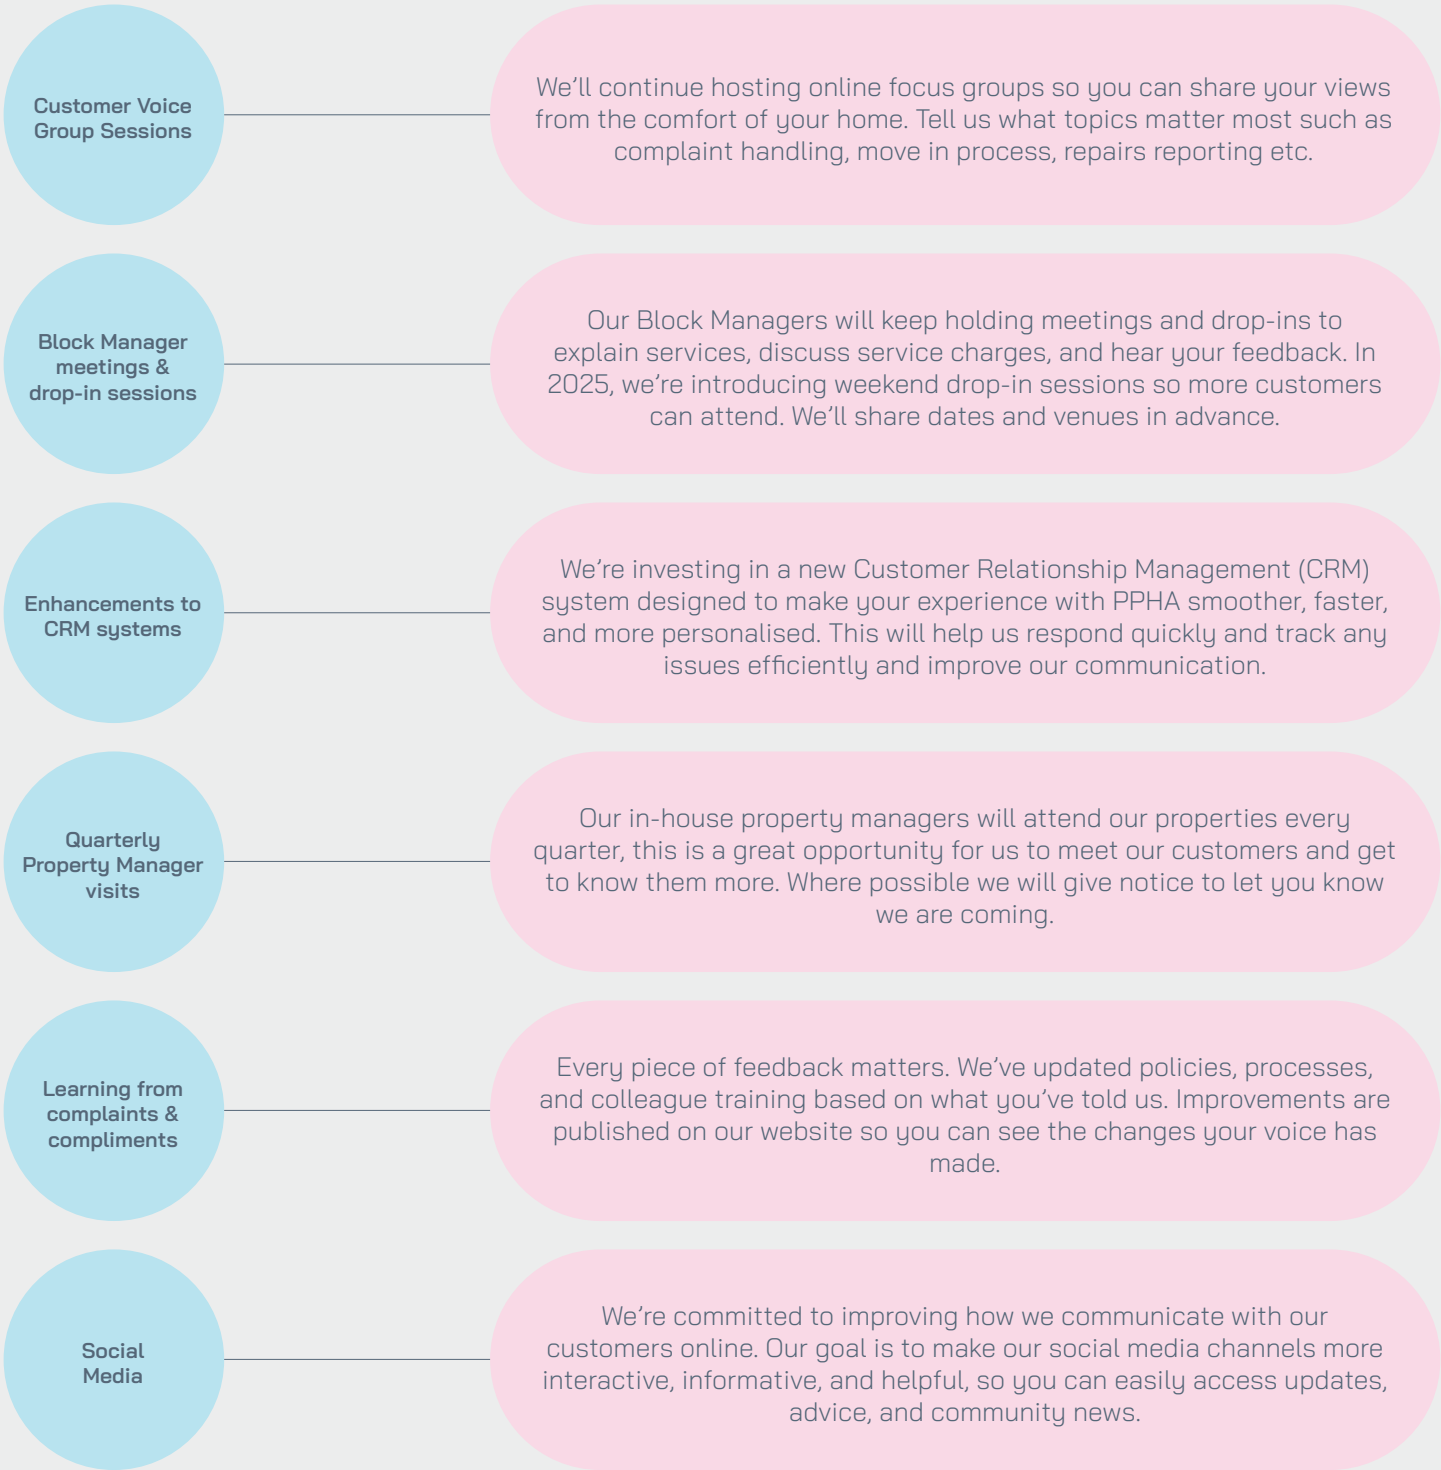 Customer Voice
Group Sessions
We’ll continue hosting online focus groups so you can share your views
from the comfort of your home. Tell us what topics matter most such as
complaint handling, move in process, repairs reporting etc.
Block Manager
meetings &
drop-in sessions
Our Block Managers will keep holding meetings and drop-ins to
explain services, discuss service charges, and hear your feedback. In
2025, we’re introducing weekend drop-in sessions so more customers
can attend. We’ll share dates and venues in advance.
Enhancements to
CRM systems
We’re investing in a new Customer Relationship Management (CRM)
system designed to make your experience with PPHA smoother, faster,
and more personalised. This will help us respond quickly and track any
issues efficiently and improve our communication.
Quarterly
Property Manager
visits
Our in-house property managers will attend our properties every
quarter, this is a great opportunity for us to meet our customers and get
to know them more. Where possible we will give notice to let you know
we are coming.
Learning from
complaints &
compliments
Every piece of feedback matters. We’ve updated policies, processes,
and colleague training based on what you’ve told us. Improvements are
published on our website so you can see the changes your voice has
made.
Social
Media
We’re committed to improving how we communicate with our
customers online. Our goal is to make our social media channels more
interactive, informative, and helpful, so you can easily access updates,
advice, and community news.